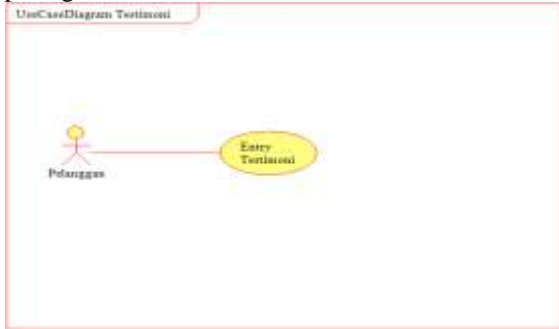 UseCaseDiagram Testimoni
Entry
Testimoni
Pelanggan